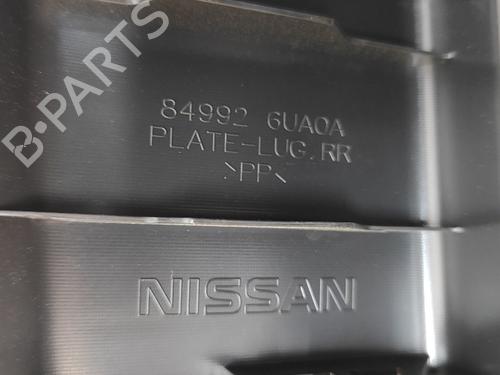 B-PARTS
84992 6UA0A
PLATE-LUG.RR
>PP<
NISSAN